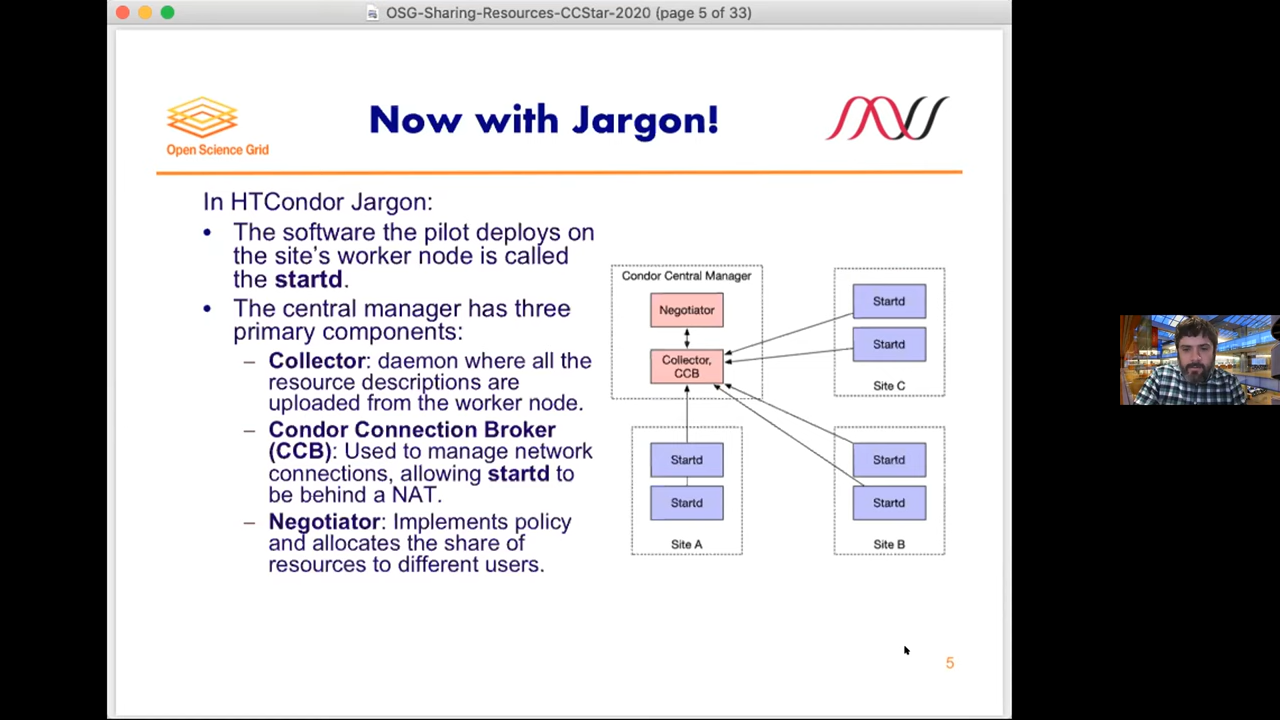 OSG-Sharing-Resources-CCStar-2020 (page 5 of 33)
Open Science Grid
Now with Jargon!
In HTCondor Jargon:
• The software the pilot deploys on
the site's worker node is called
the startd.
• The central manager has three
primary components:
– Collector: daemon where all the
resource descriptions are
uploaded from the worker node.
– Condor Connection Broker
(CCB): Used to manage network
connections, allowing startd to
be behind a NAT.
– Negotiator: Implements policy
and allocates the share of
resources to different users.
Condor Central Manager
Negotiator
Collector,
CCB
Startd
Startd
Site C
Startd
Startd
Site A
Startd
Startd
Site B
5